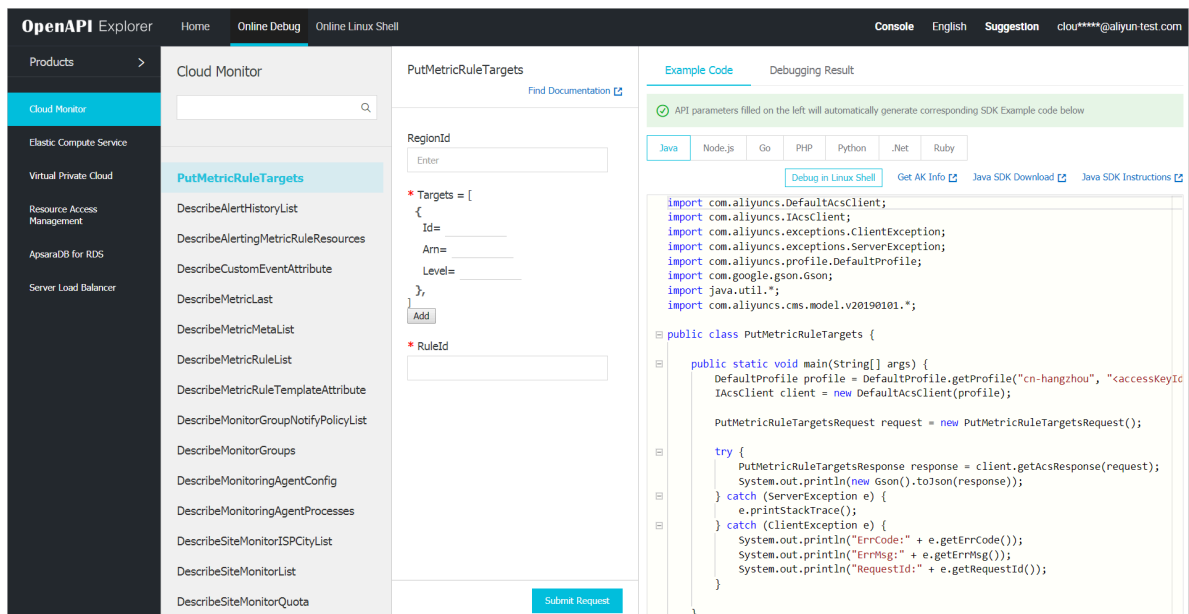 OpenAPI Explorer
Home
Online Debug
Online Linux Shell
Console
English
Suggestion
clou*****@aliyun-test.com
Products
Cloud Monitor
Elastic Compute Service
Virtual Private Cloud
Resource Access
Management
ApsaraDB for RDS
Server Load Balancer
Cloud Monitor
PutMetricRuleTargets
DescribeAlertHistoryList
DescribeAlertingMetricRuleResources
DescribeCustomEventAttribute
DescribeMetricLast
DescribeMetricMetaList
DescribeMetricRuleList
DescribeMetricRuleTemplateAttribute
DescribeMonitorGroupNotifyPolicyList
DescribeMonitorGroups
DescribeMonitoringAgentConfig
DescribeMonitoringAgentProcesses
DescribeSiteMonitorISPCityList
DescribeSiteMonitorList
DescribeSiteMonitorQuota
PutMetricRuleTargets
Find Documentation
RegionId
Enter
* Targets = [
{
Id=
Arn=
Level=
},
]
Add
* RuleId
Submit Request
Example Code
Debugging Result
API parameters filled on the left will automatically generate corresponding SDK Example code below
Java
Node.js
Go
PHP
Python
.Net
Ruby
Debug in Linux Shell
Get AK Info
Java SDK Download
Java SDK Instructions
import com.aliyuncs.DefaultAcsClient;
import com.aliyuncs.IAcsClient;
import com.aliyuncs.exceptions.ClientException;
import com.aliyuncs.exceptions.ServerException;
import com.aliyuncs.profile.DefaultProfile;
import com.google.gson.Gson;
import java.util.*;
import com.aliyuncs.cms.model.v20190101.*;
public class PutMetricRuleTargets {
public static void main(String[] args) {
DefaultProfile profile = DefaultProfile.getProfile("cn-hangzhou", "<accessKeyId
IAcsClient client = new DefaultAcsClient(profile);
PutMetricRuleTargetsRequest request = new PutMetricRuleTargetsRequest();
try {
PutMetricRuleTargetsResponse response = client.getAcsResponse(request);
System.out.println(new Gson().toJson(response));
} catch (ServerException e) {
e.printStackTrace();
} catch (ClientException e) {
System.out.println("ErrCode:" + e.getErrCode());
System.out.println("ErrMsg:" + e.getErrMsg());
System.out.println("RequestId:" + e.getRequestId());
}
}